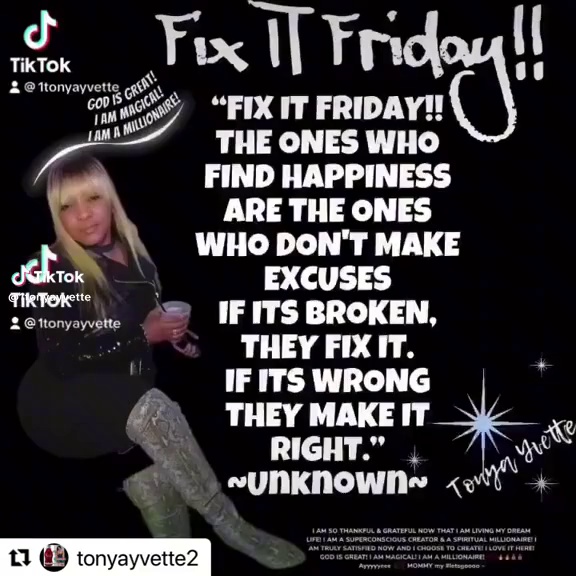 Fix IT Friday!!
TikTok
@1tonyayvette
GOD IS GREAT!
I AM MAGICAL!
I AM A MILLIONAIRE!
“FIX IT FRIDAY!!
THE ONES WHO
FIND HAPPINESS
ARE THE ONES
WHO DON'T MAKE
EXCUSES
IF ITS BROKEN,
THEY FIX IT.
IF ITS WRONG
THEY MAKE IT
RIGHT.”
~UNKNOWN~
TikTok
@1tonyayvette
TikTok
@1tonyayvette
Tonya Yvette
I AM SO THANKFUL & GRATEFUL NOW THAT I AM LIVING MY DREAM
LIFE! I AM A SUPERCONSCIOUS CREATOR & A SPIRITUAL MILLIONAIRE! I
AM TRULY SATISFIED NOW AND I CHOOSE TO CREATE! I LOVE IT HERE!
GOD IS GREAT! I AM MAGICAL! I AM A MILLIONAIRE!
MOMMY my
tonyayvette2